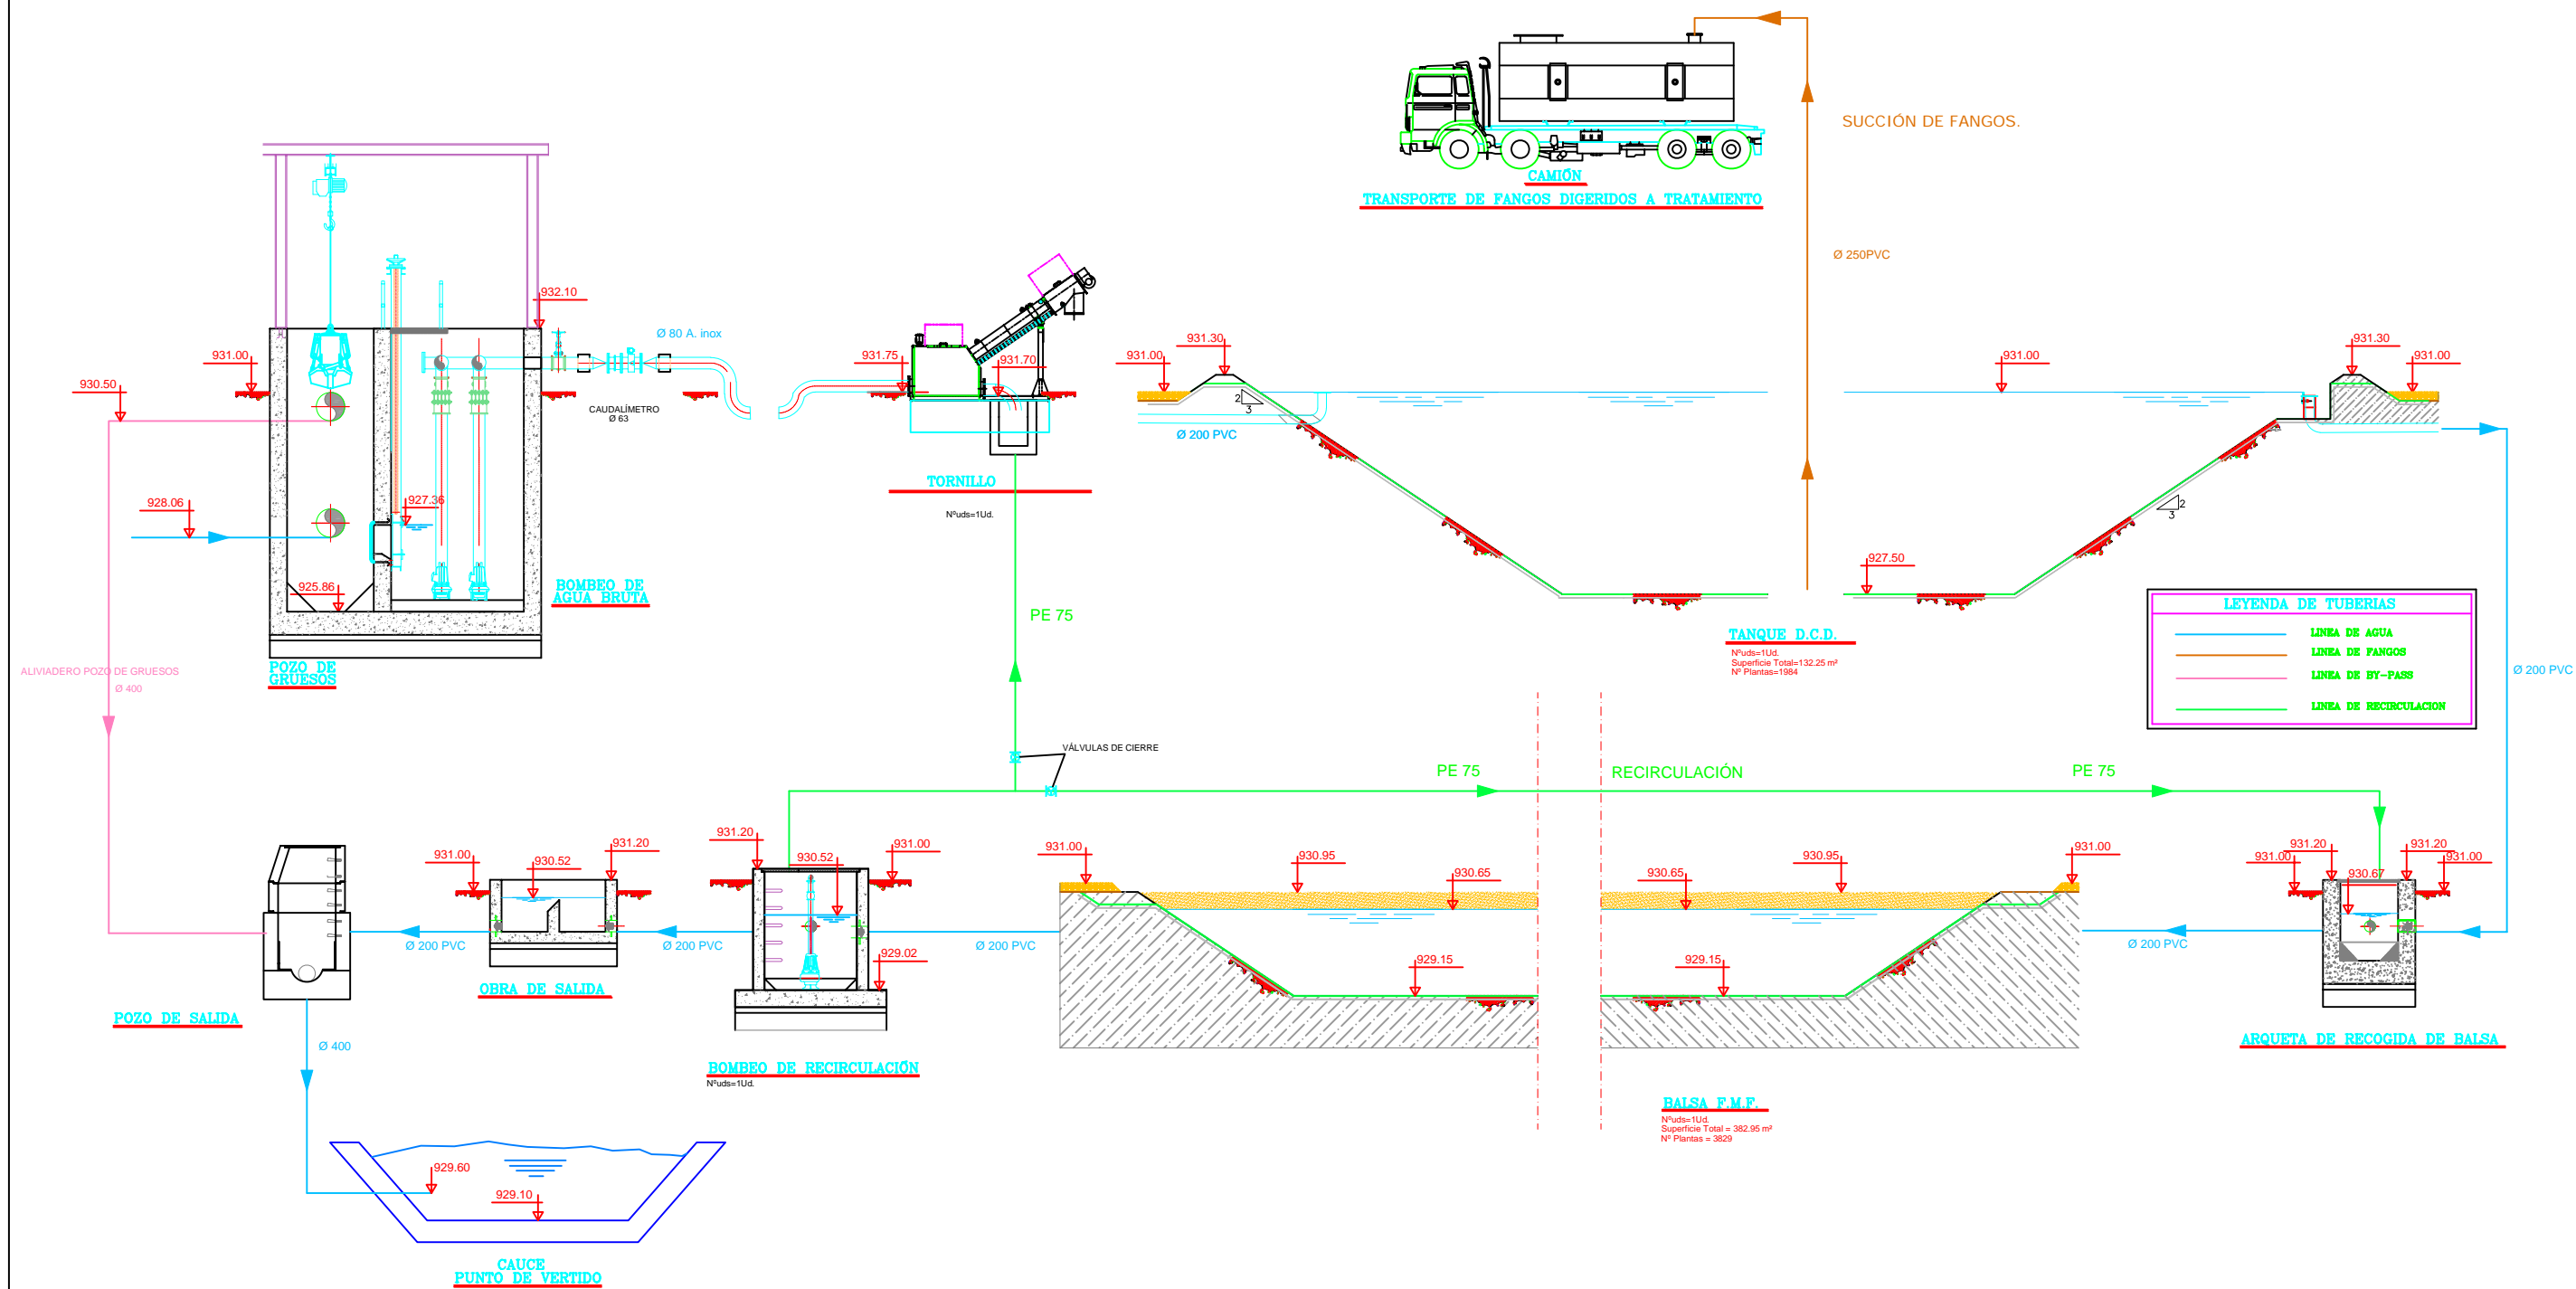 SUCCIÓN DE FANGOS.
CAMIÓN
TRANSPORTE DE FANGOS DIGERIDOS A TRATAMIENTO
Ø 250PVC
932.10
931.00
930.50
928.06
927.36
925.86
BOMBEO DE
AGUA BRUTA
POZO DE
GRUESOS
ALIVIADERO POZO DE GRUESOS
Ø 400
Ø 80 A. inox
CAUDALÍMETRO
Ø 63
931.75
931.70
TORNILLO
Nºuds=1Ud.
PE 75
931.00
931.30
Ø 200 PVC
2
3
931.00
931.30
931.00
2
3
927.50
TANQUE D.C.D.
Nºuds=1Ud.
Superficie Total=132.25 m²
Nº Plantas=1984
LEYENDA DE TUBERIAS
LINEA DE AGUA
LINEA DE FANGOS
LINEA DE BY-PASS
LINEA DE RECIRCULACION
Ø 200 PVC
VÁLVULAS DE CIERRE
PE 75
RECIRCULACIÓN
PE 75
931.00
930.52
931.20
Ø 200 PVC
OBRA DE SALIDA
POZO DE SALIDA
Ø 400
931.20
930.52
931.00
Ø 200 PVC
929.02
Ø 200 PVC
BOMBEO DE RECIRCULACIÓN
Nºuds=1Ud.
931.00
930.95
930.65
929.15
930.65
930.95
931.00
929.15
BALSA F.M.F.
Nºuds=1Ud.
Superficie Total = 382.95 m²
Nº Plantas = 3829
Ø 200 PVC
931.20
931.00
930.67
931.20
931.00
ARQUETA DE RECOGIDA DE BALSA
929.60
929.10
CAUCE
PUNTO DE VERTIDO